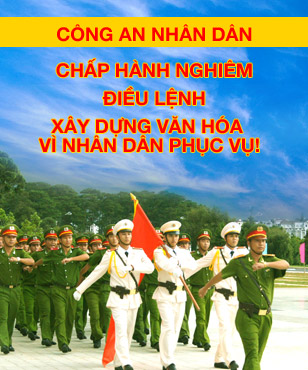 CÔNG AN NHÂN DÂN
CHẤP HÀNH NGHIÊM
ĐIỀU LỆNH
XÂY DỰNG VĂN HÓA
VÌ NHÂN DÂN PHỤC VỤ!